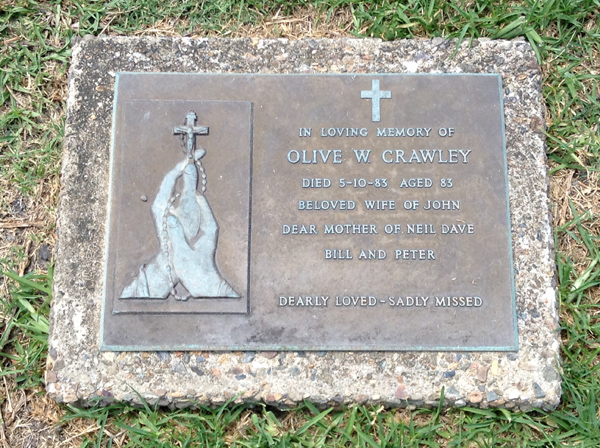 IN LOVING MEMORY OF
OLIVE W. CRAWLEY
DIED 5-10-83 AGED 83
BELOVED WIFE OF JOHN
DEAR MOTHER OF NEIL DAVE
BILL AND PETER
DEARLY LOVED - SADLY MISSED